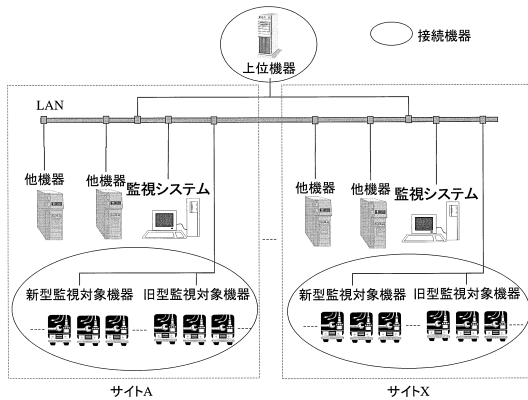 接続機器
上位機器
LAN
他機器
他機器
監視システム
他機器
他機器
監視システム
新型監視対象機器
旧型監視対象機器
新型監視対象機器
旧型監視対象機器
サイトA
サイトX